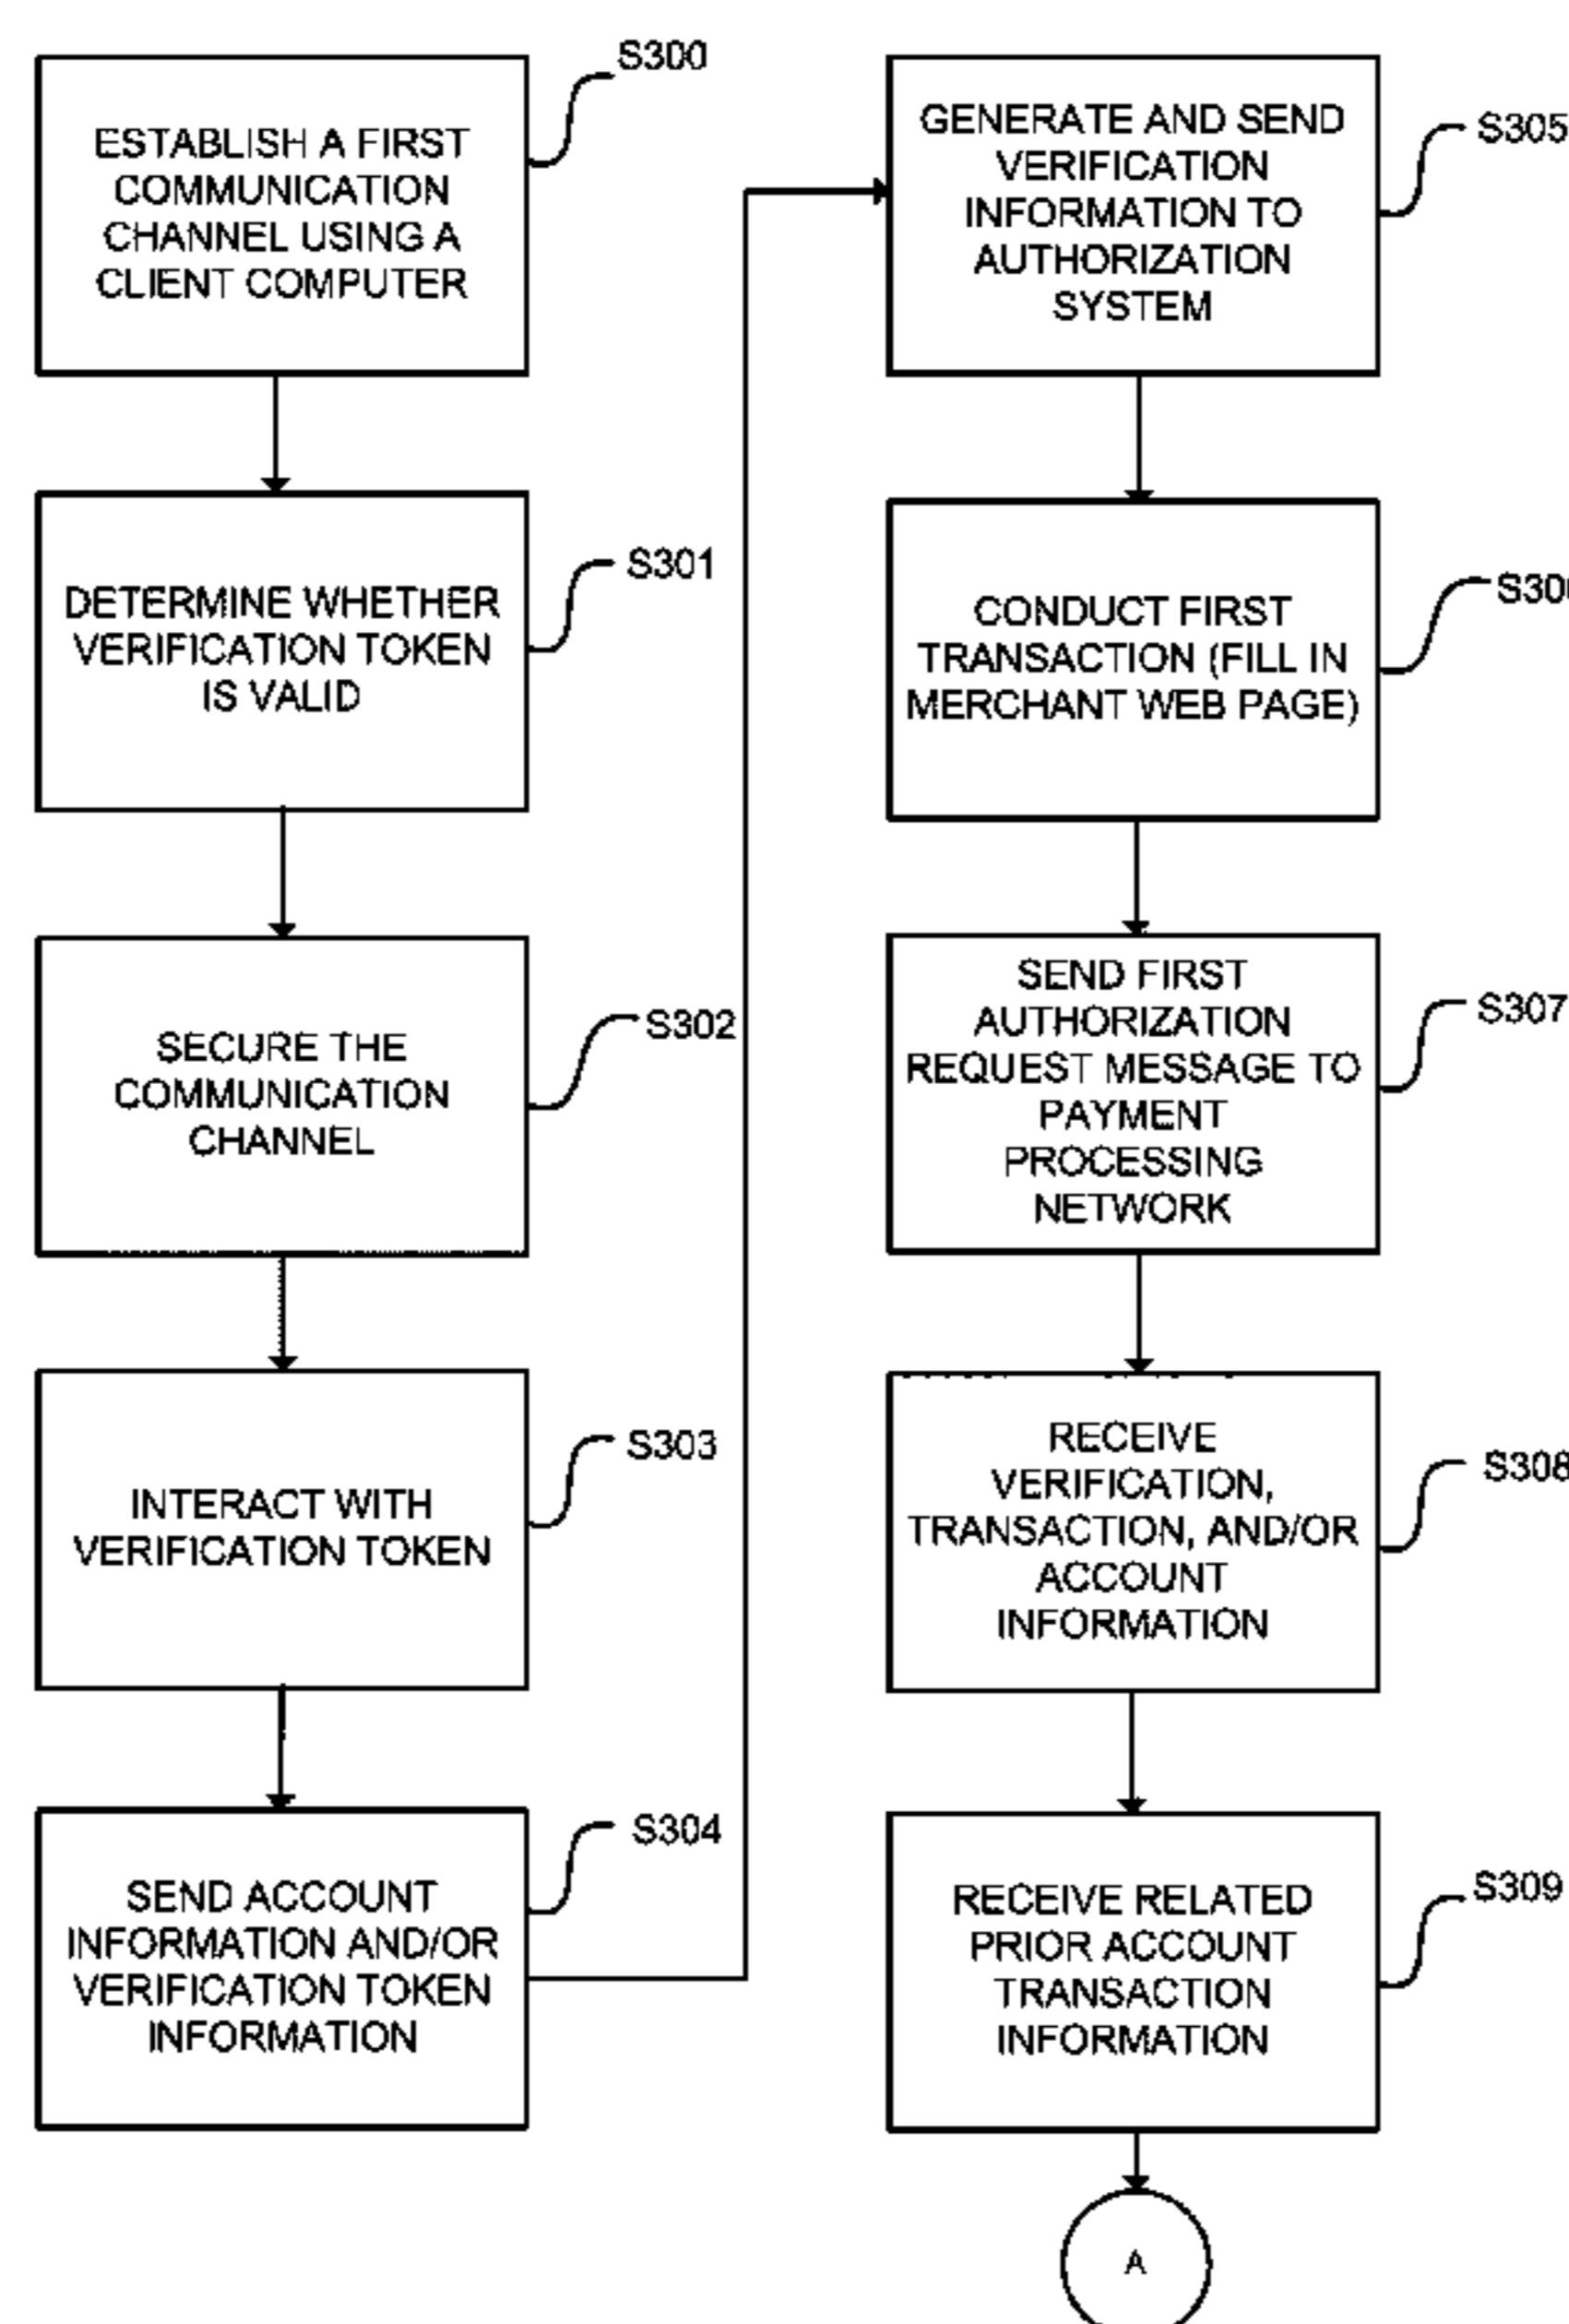 S300
ESTABLISH A FIRST
COMMUNICATION
CHANNEL USING A
CLIENT COMPUTER
S301
DETERMINE WHETHER
VERIFICATION TOKEN
IS VALID
S302
SECURE THE
COMMUNICATION
CHANNEL
S303
INTERACT WITH
VERIFICATION TOKEN
S304
SEND ACCOUNT
INFORMATION AND/OR
VERIFICATION TOKEN
INFORMATION
S305
GENERATE AND SEND
VERIFICATION
INFORMATION TO
AUTHORIZATION
SYSTEM
CONDUCT FIRST
TRANSACTION (FILL IN
MERCHANT WEB PAGE)
S307
SEND FIRST
AUTHORIZATION
REQUEST MESSAGE TO
PAYMENT
PROCESSING
NETWORK
S308
RECEIVE
VERIFICATION,
TRANSACTION, AND/OR
ACCOUNT
INFORMATION
S309
RECEIVE RELATED
PRIOR ACCOUNT
TRANSACTION
INFORMATION
A